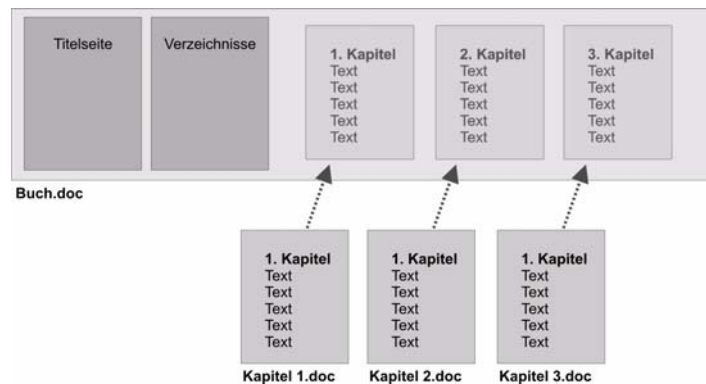 Titelseite
Verzeichnisse
1. Kapitel
Text
Text
Text
Text
Text
2. Kapitel
Text
Text
Text
Text
Text
3. Kapitel
Text
Text
Text
Text
Text
Buch.doc
1. Kapitel
Text
Text
Text
Text
Text
Kapitel 1.doc
1. Kapitel
Text
Text
Text
Text
Text
Kapitel 2.doc
1. Kapitel
Text
Text
Text
Text
Text
Kapitel 3.doc